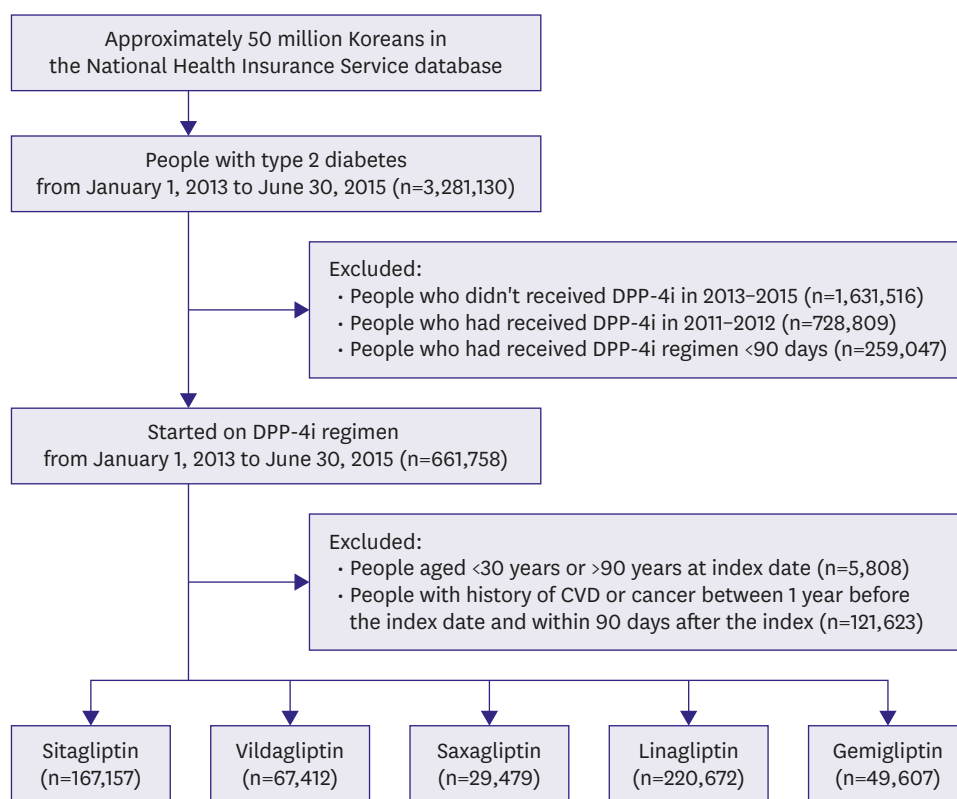 Approximately 50 million Koreans in
the National Health Insurance Service database
People with type 2 diabetes
from January 1, 2013 to June 30, 2015 (n=3,281,130)
Excluded:
· People who didn't received DPP-4i in 2013–2015 (n=1,631,516)
· People who had received DPP-4i in 2011–2012 (n=728,809)
· People who had received DPP-4i regimen <90 days (n=259,047)
Started on DPP-4i regimen
from January 1, 2013 to June 30, 2015 (n=661,758)
Excluded:
· People aged <30 years or >90 years at index date (n=5,808)
· People with history of CVD or cancer between 1 year before
the index date and within 90 days after the index (n=121,623)
Sitagliptin
(n=167,157)
Vildagliptin
(n=67,412)
Saxagliptin
(n=29,479)
Linagliptin
(n=220,672)
Gemigliptin
(n=49,607)